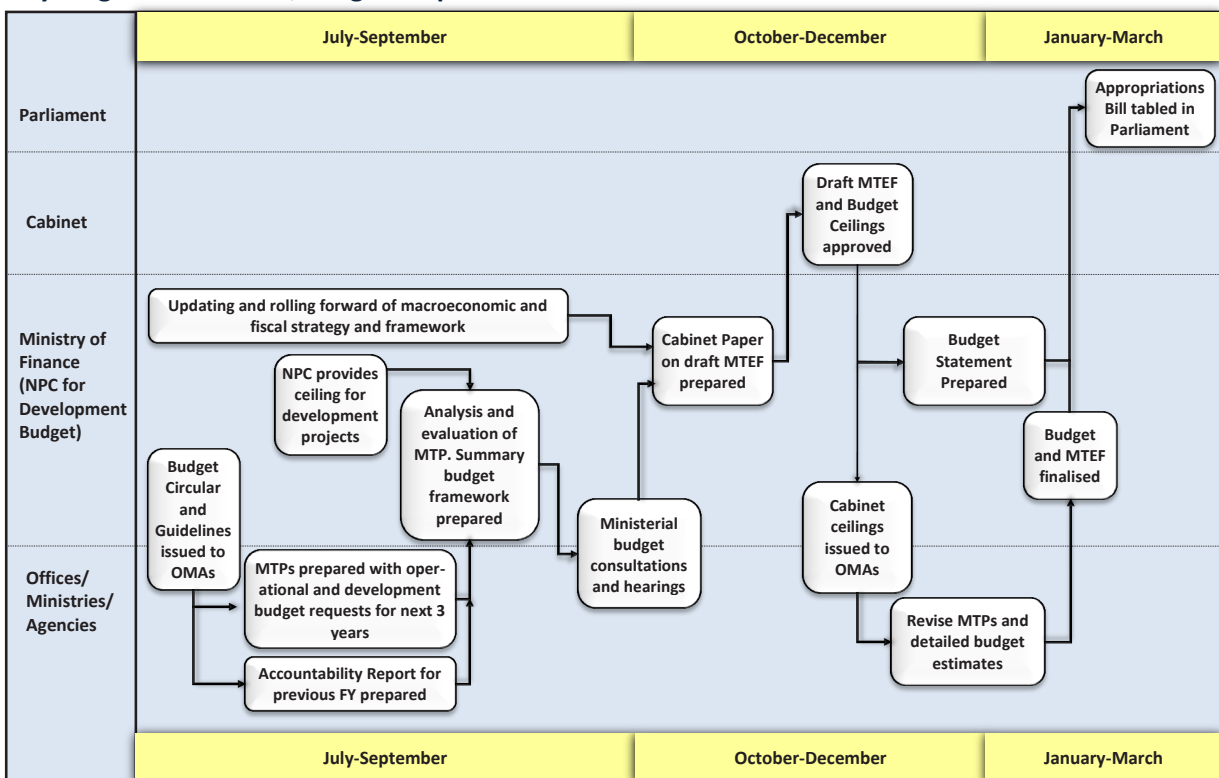 July-September
October-December
January-March
Parliament
Appropriations
Bill tabled in
Parliament
Cabinet
Draft MTEF
and Budget
Ceilings
approved
Ministry of
Finance
(NPC for
Development
Budget)
Updating and rolling forward of macroeconomic and
fiscal strategy and framework
NPC provides
ceiling for
development
projects
Analysis and
evaluation of
MTP. Summary
budget
framework
prepared
Cabinet Paper
on draft MTEF
prepared
Budget
Statement
Prepared
Budget
and MTEF
finalised
Budget
Circular
and
Guidelines
issued to
OMAs
Ministerial
budget
consultations
and hearings
Cabinet
ceilings
issued to
OMAs
Offices/
Ministries/
Agencies
MTPs prepared with oper-
ational and development
budget requests for next 3
years
Accountability Report for
previous FY prepared
Revise MTPs and
detailed budget
estimates
July-September
October-December
January-March